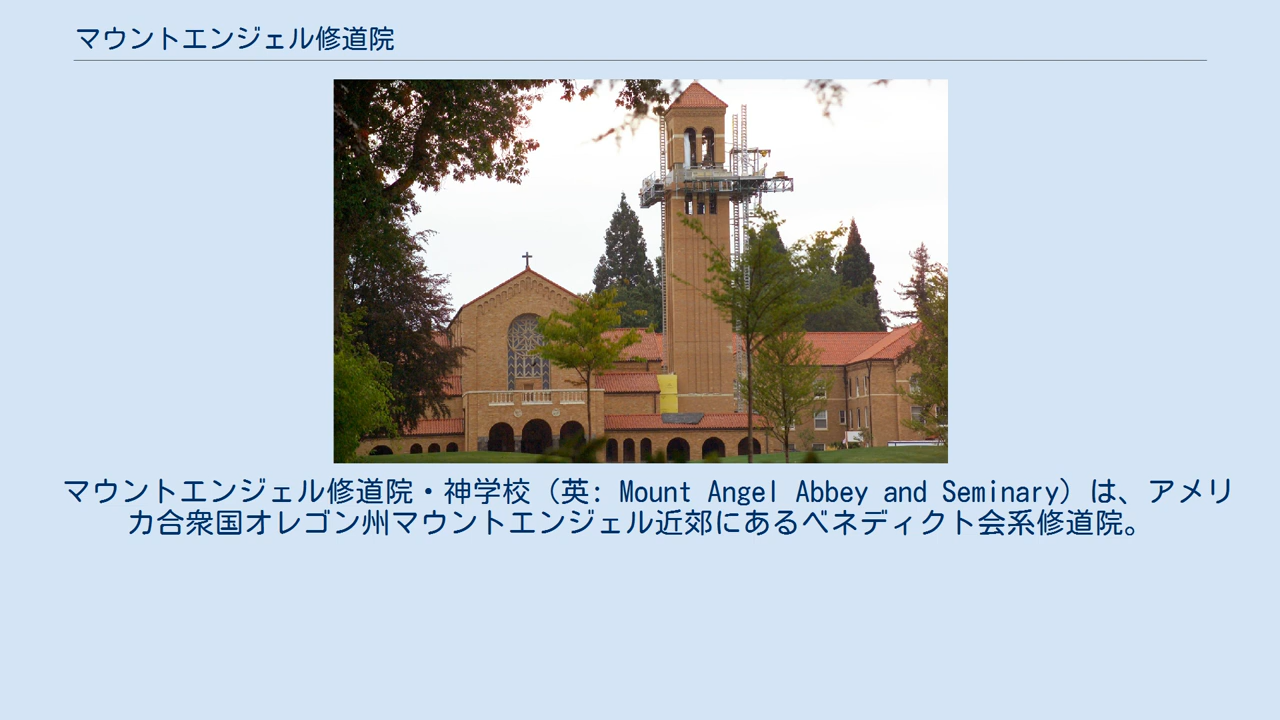 マウントエンジェル修道院
マウントエンジェル修道院・神学校（英: Mount Angel Abbey and Seminary）は、アメリ
カ合衆国オレゴン州マウントエンジェル近郊にあるベネディクト会系修道院。